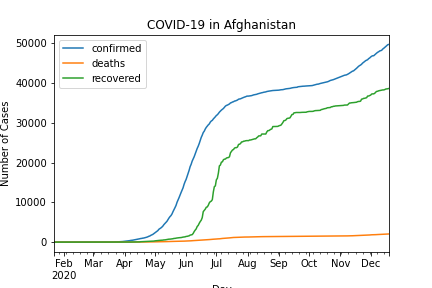 COVID-19 in Afghanistan
confirmed
deaths
recovered
Number of Cases
50000
40000
30000
20000
10000
0
Feb Mar Apr May Jun Jul Aug Sep Oct Nov Dec
2020